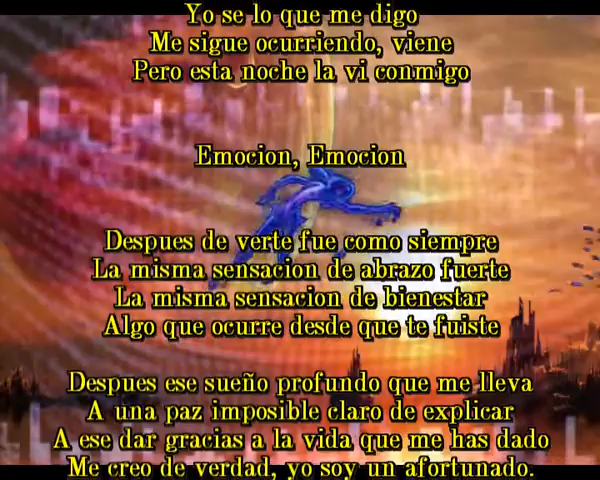 Yo se lo que me digo
Me sigue ocurriendo, viene
Pero esta noche la vi conmigo
Emocion, Emocion
Despues de verte fue como siempre
La misma sensacion de abrazo fuerte
La misma sensacion de bienestar
Algo que ocurre desde que te fuiste
Despues ese sueño profundo que me lleva
A una paz imposible claro de explicar
A ese dar gracias a la vida que me has dado
Me creo de verdad, yo soy un afortunado.